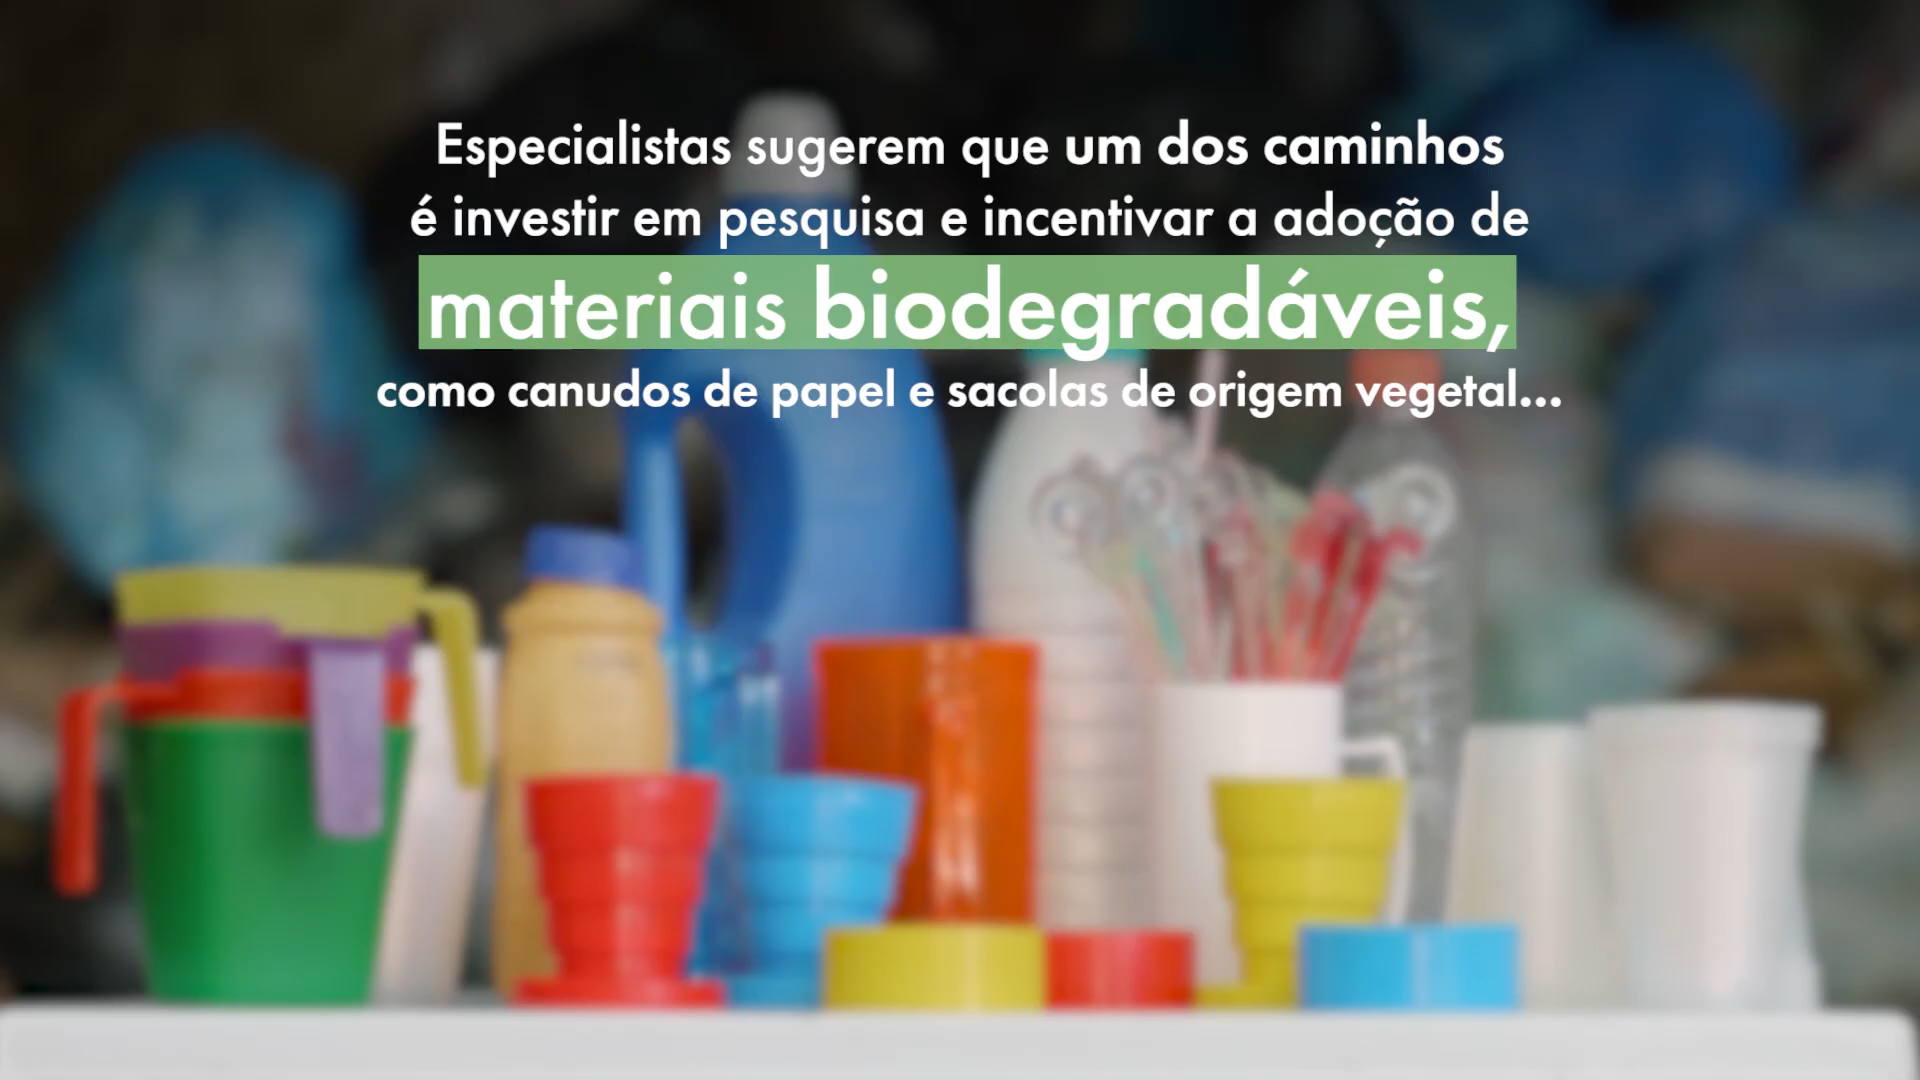 Especialistas sugerem que um dos caminhos
é investir em pesquisa e incentivar a adoção de
materiais biodegradáveis,
como canudos de papel e sacolas de origem vegetal...